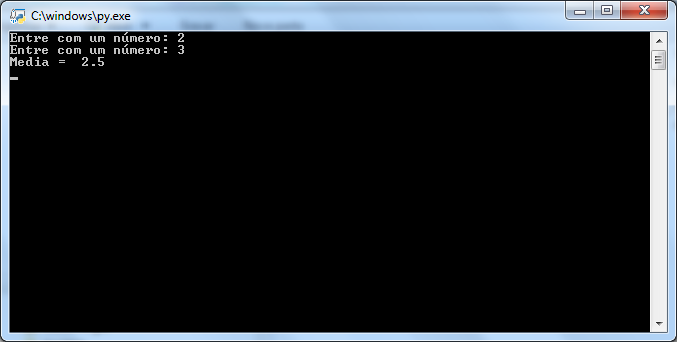 C:\windows\py.exe
Entre com um número: 2
Entre com um número: 3
Media =  2.5